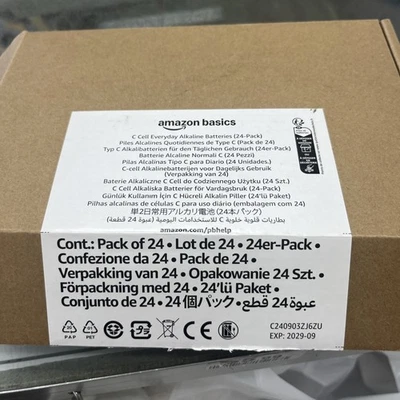 amazon basics
C Cell Everyday Alkaline Batteries (24-Pack)
Piles Alcalines Quotidiennes de Type C (Pack de 24)
Typ C Alkalibatterien für den Täglichen Gebrauch (24er-Pack)
Batterie Alcaline Normali C (24 Pezzi)
Pilas Alcalinas Tipo C para Diario (24 Unidades.)
C-cell Alkalinebatterijen voor Dagelijks Gebruik
(Verpakking van 24)
Baterie Alkaliczne C Cell do Codziennego Użytku (24 Szt.)
C Cell Alkaliska Batterier för Vardagsbruk (24-Pack)
Günlük Kullanım İçin C Hücreli Alkalin Piller (24'lü Paket)
Pilhas alcalinas de células C para uso diário (embalagem com 24)
単2日常用アルカリ電池 (24本パック)
بطاريات قلوية خلوية C للاستخدامات اليومية (عبوة 24 قطعة)
amazon.com/pbhelp
Cont.: Pack of 24 • Lot de 24 • 24er-Pack •
Confezione da 24 • Pack de 24 •
Verpakking van 24 • Opakowanie 24 Szt. •
Förpackning med 24 • 24'lü Paket •
Conjunto de 24 • 24 個パック • عبوة 24 قطع
PAP
PET
C240903ZJ6ZU
EXP: 2029-09